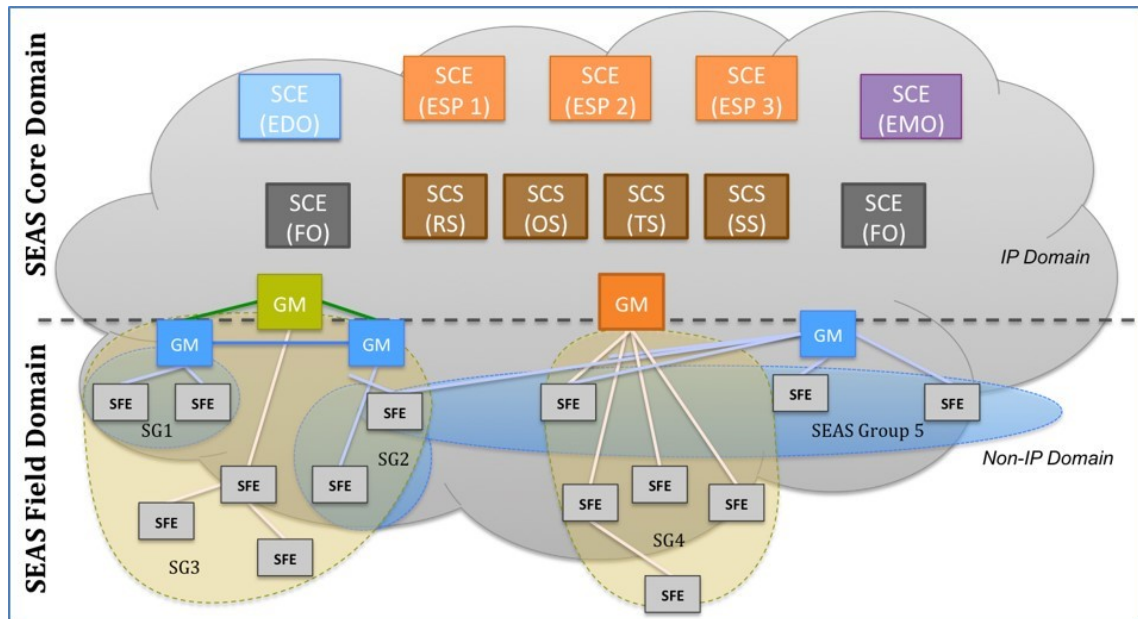 SEAS Core Domain
SCE
(EDO)
SCE
(ESP 1)
SCE
(ESP 2)
SCE
(ESP 3)
SCE
(EMO)
SCE
(FO)
SCS
(RS)
SCS
(OS)
SCS
(TS)
SCS
(SS)
SCE
(FO)
IP Domain
GM
GM
GM
GM
GM
SEAS Field Domain
SFE
SFE
SG1
SFE
SFE
SFE
SFE
SEAS Group 5
SG2
Non-IP Domain
SFE
SFE
SFE
SFE
SFE
SFE
SFE
SG3
SG4
SFE
SFE